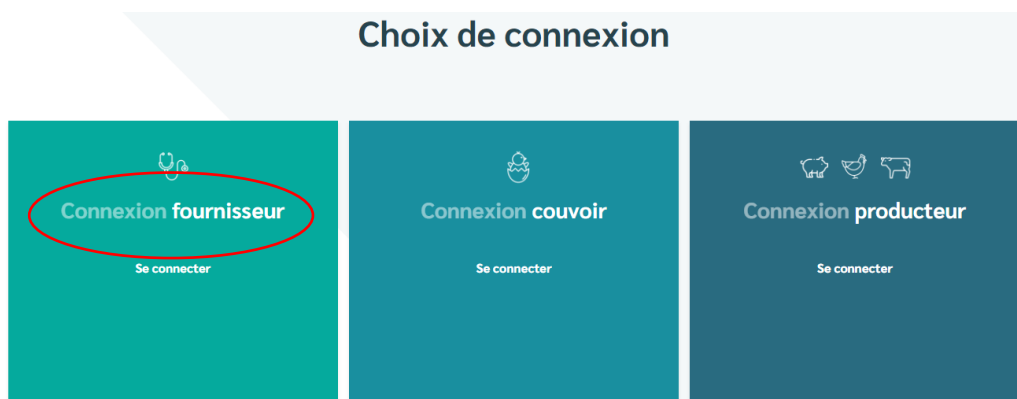 Choix de connexion
Connexion fournisseur
Se connecter
Connexion couvoir
Se connecter
Connexion producteur
Se connecter